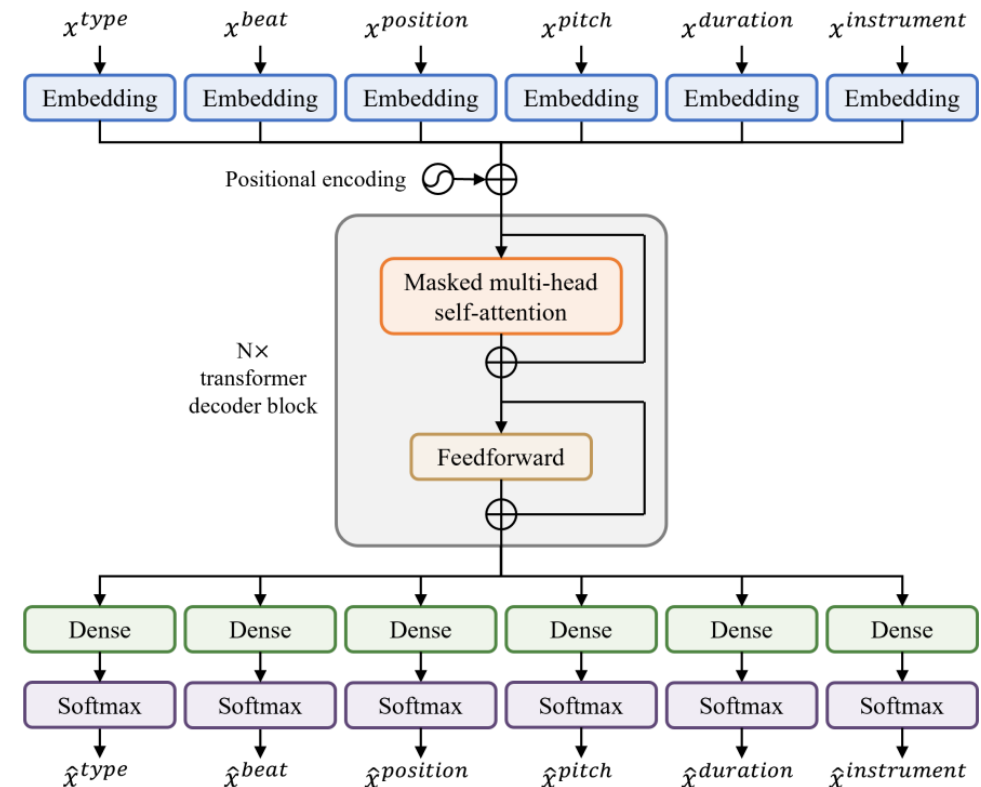 x^type x^beat x^position x^pitch x^duration x^instrument
Embedding Embedding Embedding Embedding Embedding Embedding
Positional encoding
Masked multi-head
self-attention
N×
transformer
decoder block
Feedforward
Dense Dense Dense Dense Dense Dense
Softmax Softmax Softmax Softmax Softmax Softmax
x̂^type x̂^beat x̂^position x̂^pitch x̂^duration x̂^instrument